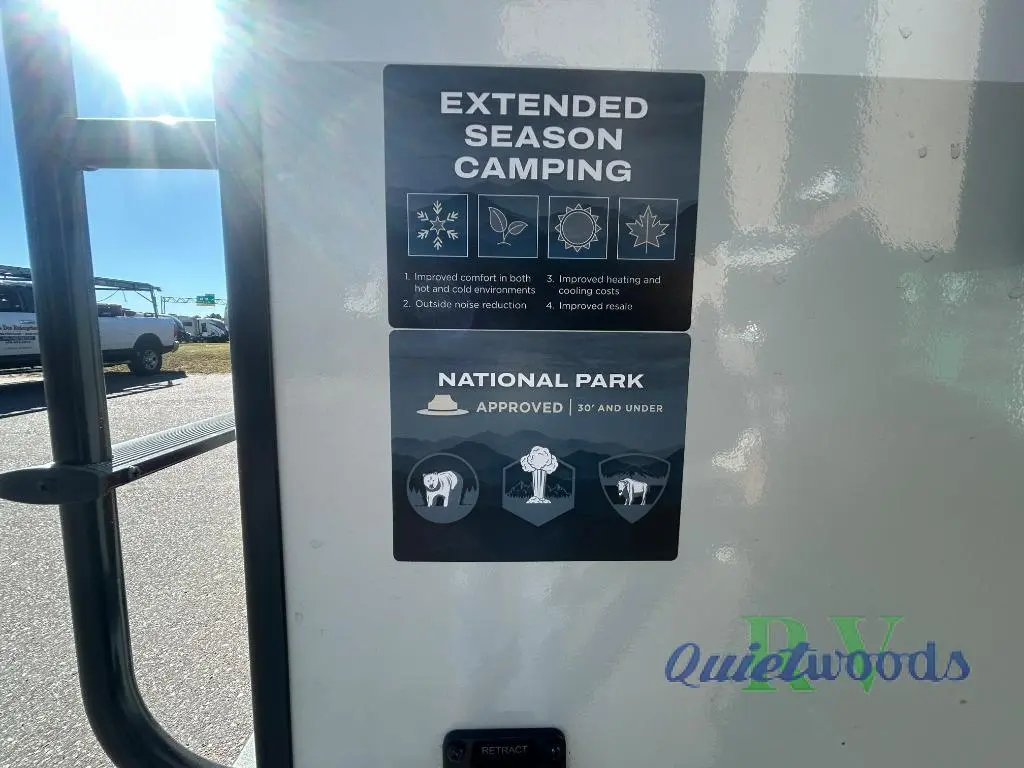 EXTENDED
SEASON
CAMPING
1. Improved comfort in both
hot and cold environments
2. Outside noise reduction
3. Improved heating and
cooling costs
4. Improved resale
NATIONAL PARK
APPROVED | 30' AND UNDER
RV
Quietwoods
RETRACT